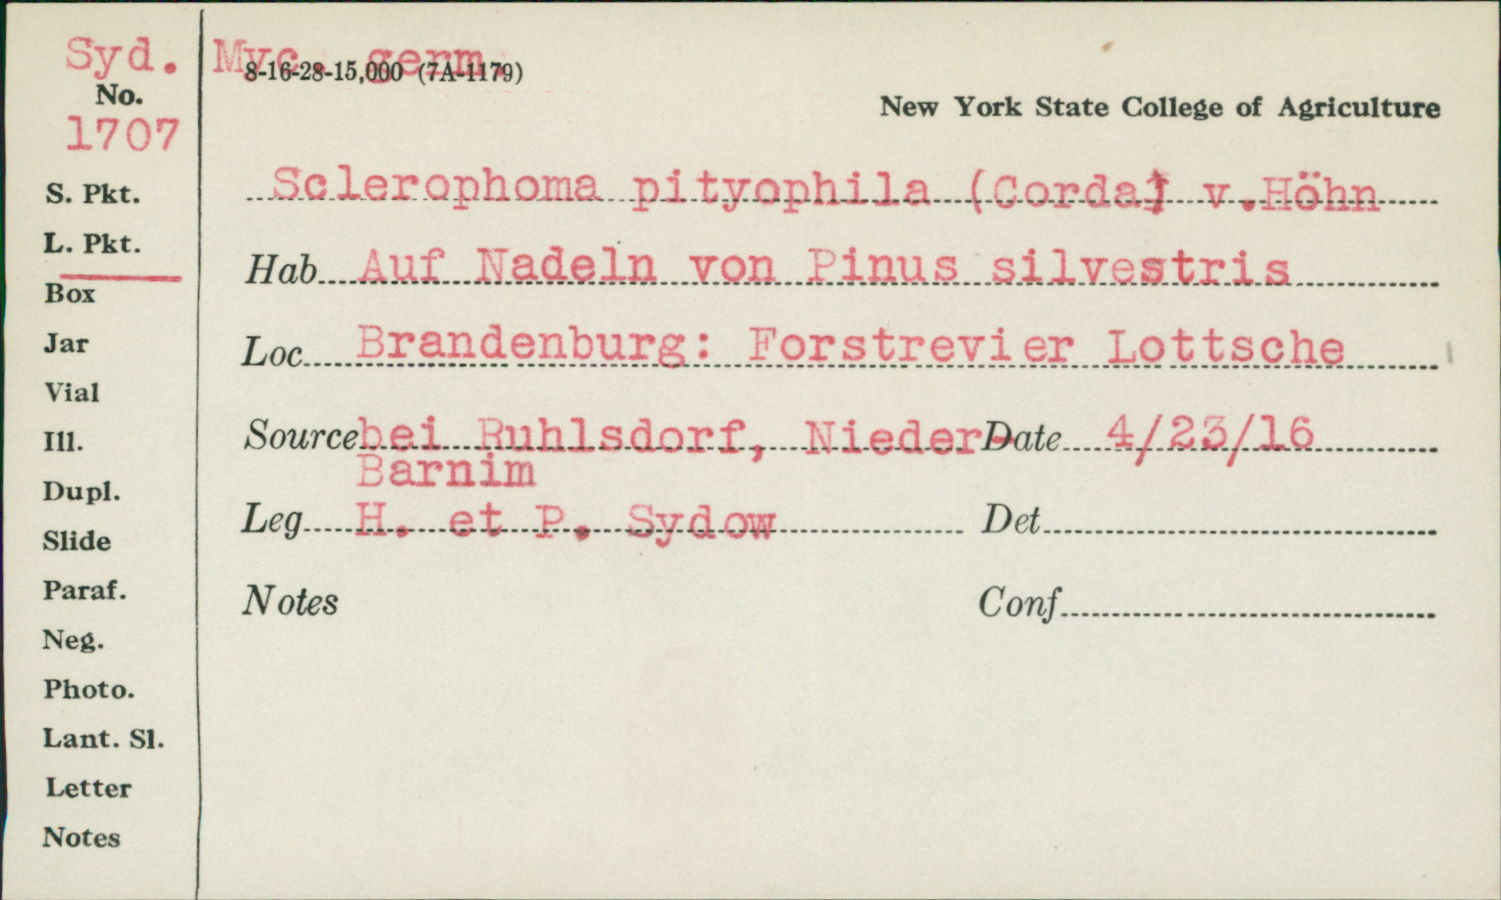 Syd. Myc. germ.
8-16-28-15,000 (7A-1179)
No.
1707
New York State College of Agriculture
S. Pkt.
Sclerophoma pityophila (Corda) v.Höhn
L. Pkt.
Hab Auf Nadeln von Pinus silvestris
Box
Jar
Loc Brandenburg: Forstrevier Lottsche
Vial
Ill.
Source bei Ruhlsdorf, Nieder- Date 4/23/16
Barnim
Dupl.
Leg H. et P. Sydow Det
Slide
Paraf.
Notes Conf
Neg.
Photo.
Lant. Sl.
Letter
Notes